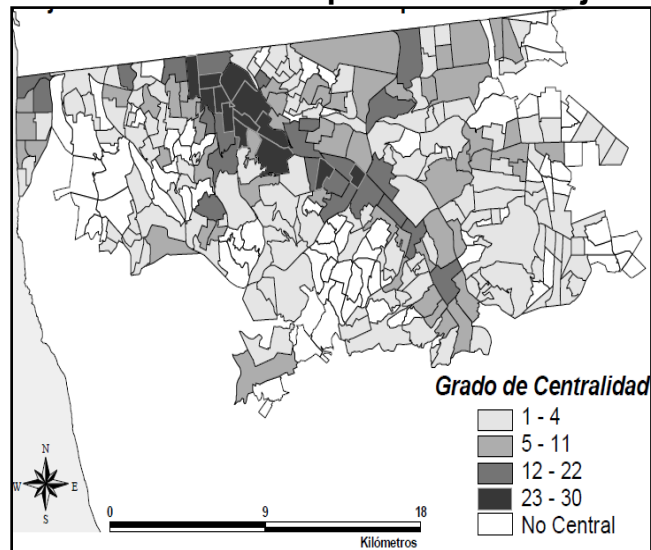 Grado de Centralidad
1 - 4
5 - 11
12 - 22
23 - 30
No Central
N
W E
S
0 9 18
Kilómetros